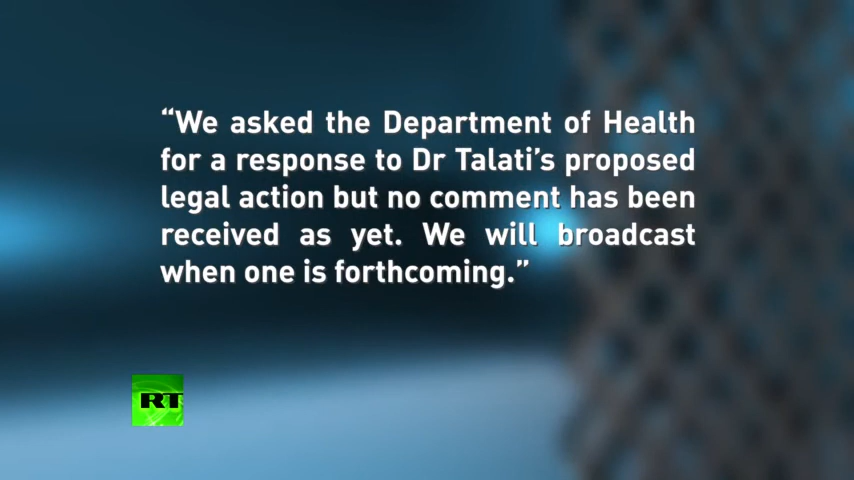 “We asked the Department of Health
for a response to Dr Talati’s proposed
legal action but no comment has been
received as yet. We will broadcast
when one is forthcoming.”
RT